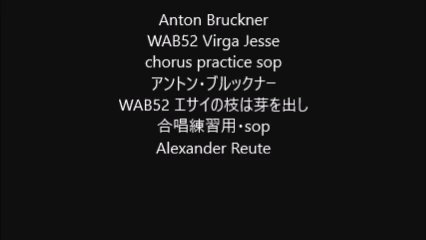 Anton Bruckner
WAB52 Virga Jesse
chorus practice sop
アントン・ブルックナー
WAB52 エサイの枝は芽を出し
合唱練習用・sop
Alexander Reute